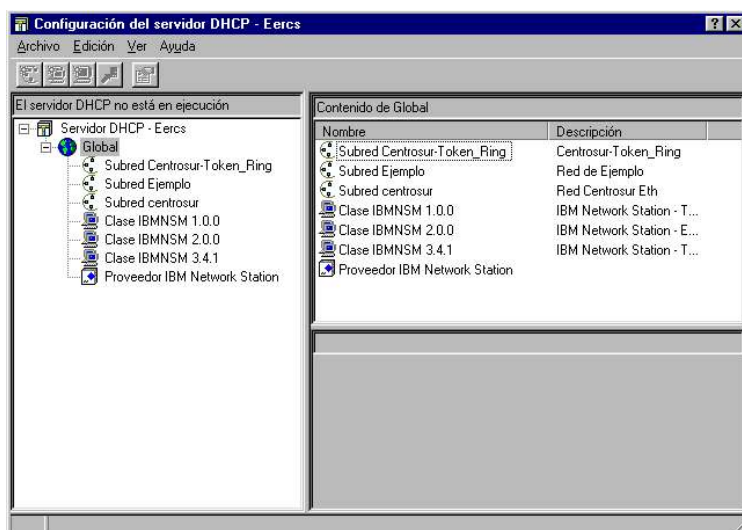 Configuración del servidor DHCP - Eercs
Archivo Edición Ver Ayuda
El servidor DHCP no está en ejecución
Servidor DHCP - Eercs
Global
Subred Centrosur-Token_Ring
Subred Ejemplo
Subred centrosur
Clase IBMNSM 1.0.0
Clase IBMNSM 2.0.0
Clase IBMNSM 3.4.1
Proveedor IBM Network Station
Contenido de Global
Nombre Descripción
Subred Centrosur-Token_Ring Centrosur-Token_Ring
Subred Ejemplo Red de Ejemplo
Subred centrosur Red Centrosur Eth
Clase IBMNSM 1.0.0 IBM Network Station - T...
Clase IBMNSM 2.0.0 IBM Network Station - E...
Clase IBMNSM 3.4.1 IBM Network Station - T...
Proveedor IBM Network Station